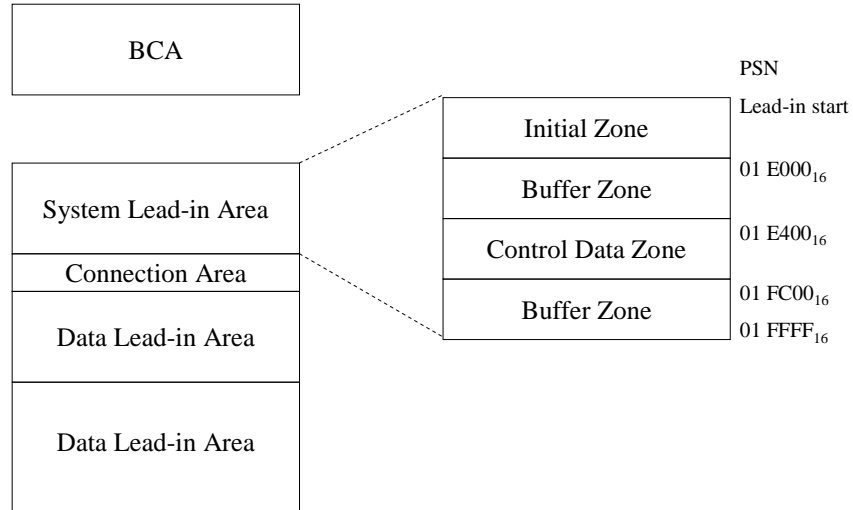 BCA
System Lead-in Area
Connection Area
Data Lead-in Area
Data Lead-in Area
PSN
Lead-in start
Initial Zone
01 E000₁₆
Buffer Zone
01 E400₁₆
Control Data Zone
01 FC00₁₆
Buffer Zone
01 FFFF₁₆